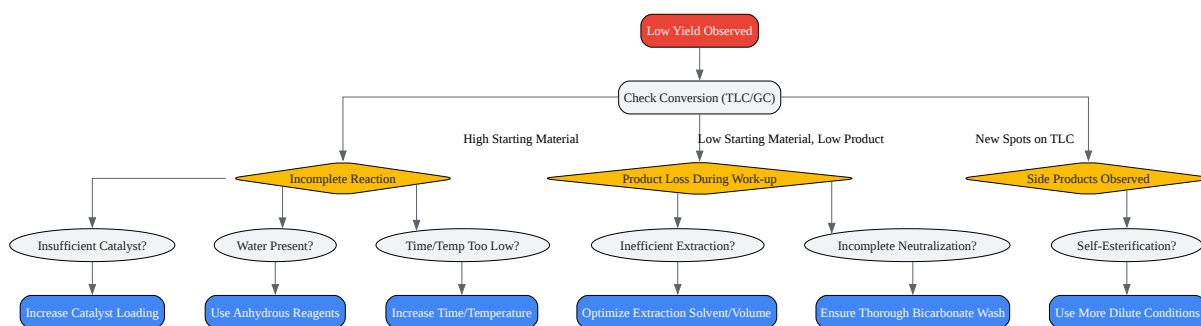 Low Yield Observed
Check Conversion (TLC/GC)
High Starting Material
Low Starting Material, Low Product
New Spots on TLC
Incomplete Reaction
Product Loss During Work-up
Side Products Observed
Insufficient Catalyst?
Water Present?
Time/Temp Too Low?
Inefficient Extraction?
Incomplete Neutralization?
Self-Esterification?
Increase Catalyst Loading
Use Anhydrous Reagents
Increase Time/Temperature
Optimize Extraction Solvent/Volume
Ensure Thorough Bicarbonate Wash
Use More Dilute Conditions